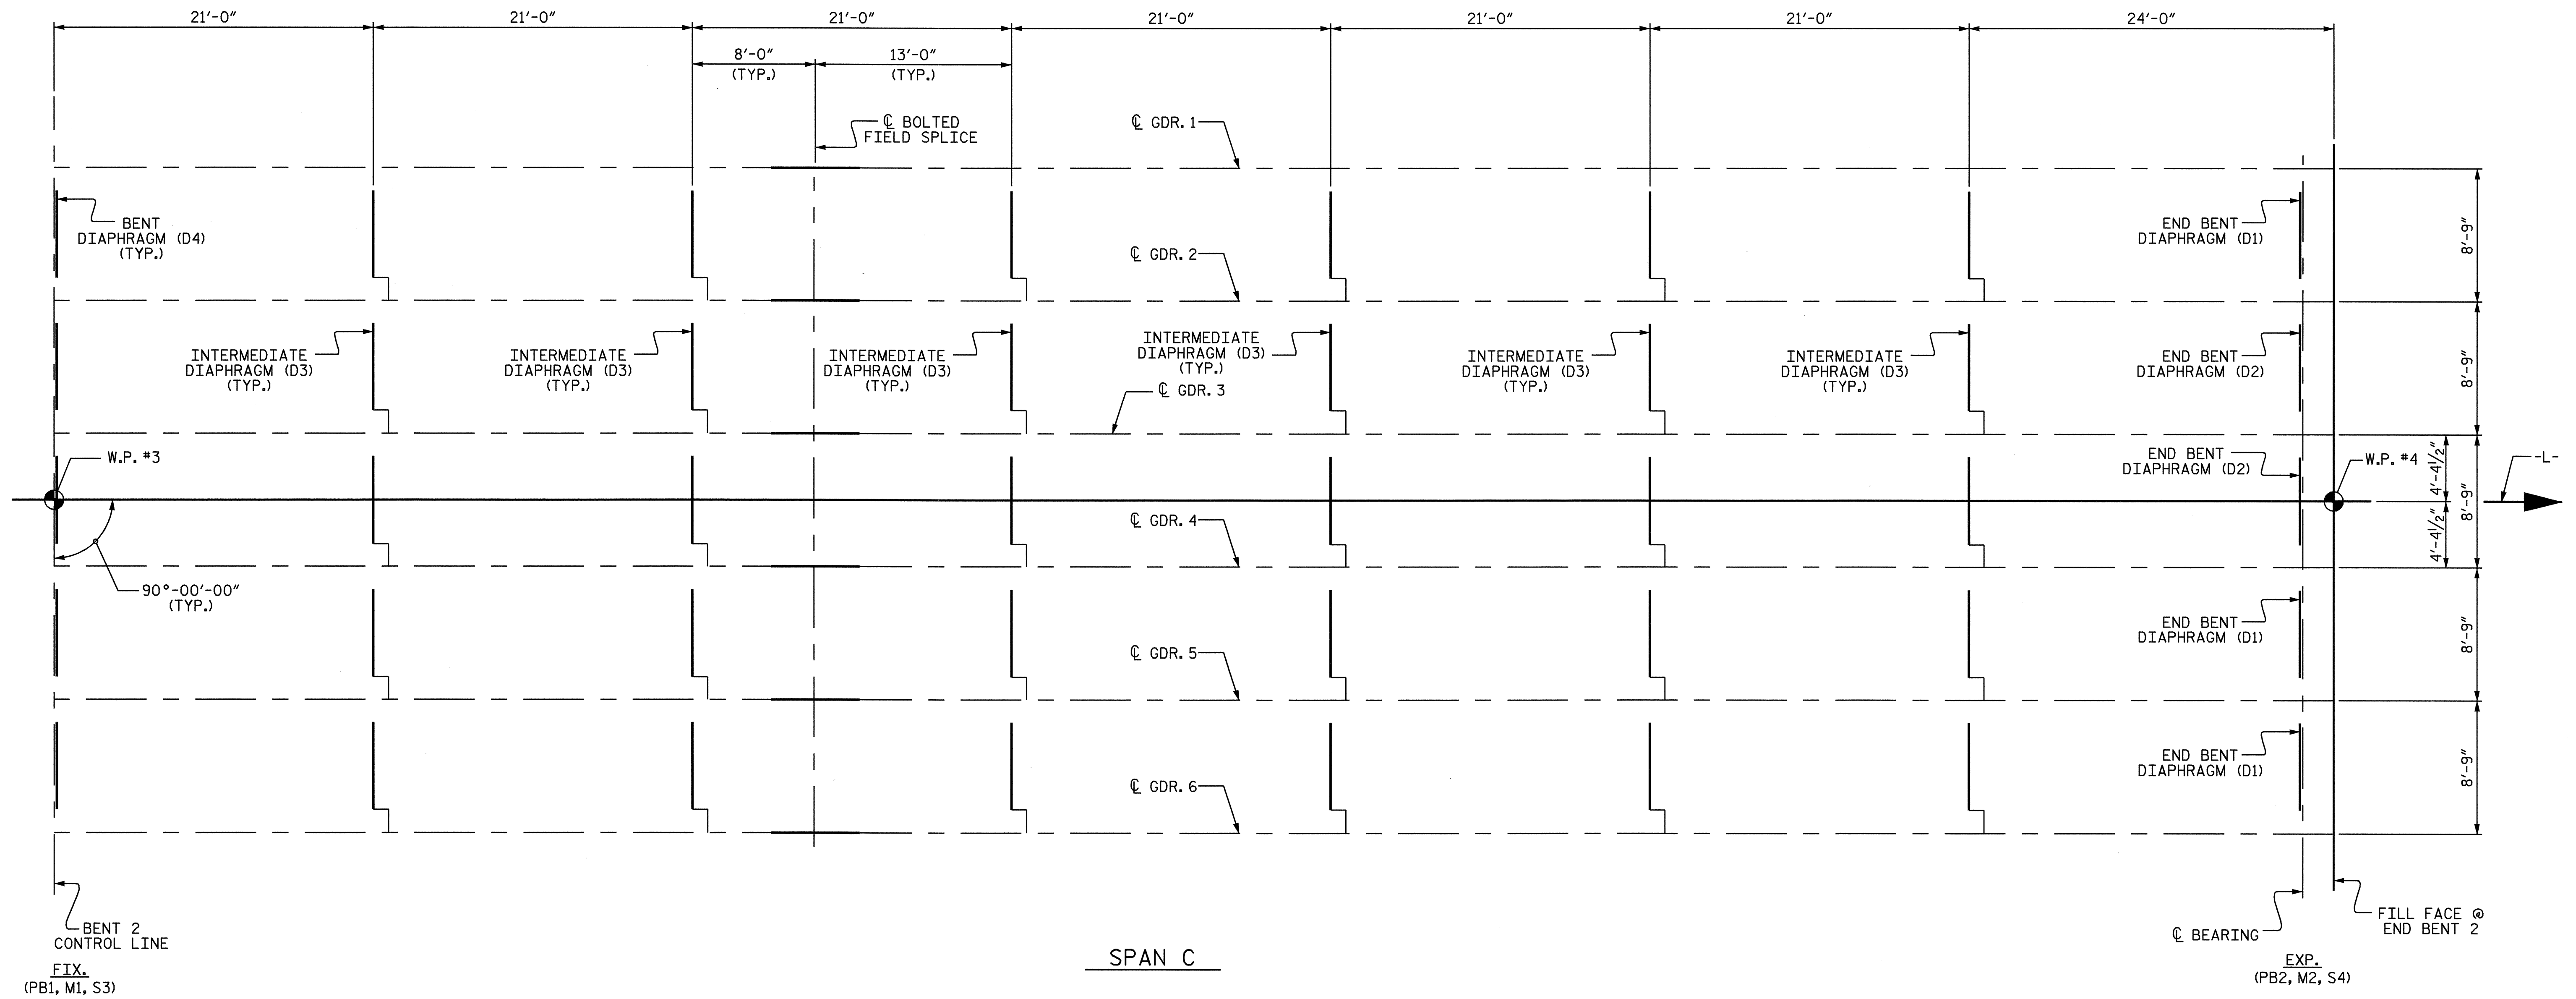 21'-0"
21'-0"
21'-0"
21'-0"
21'-0"
21'-0"
24'-0"
8'-0"
(TYP.)
13'-0"
(TYP.)
℄ BOLTED
FIELD SPLICE
℄ GDR. 1
BENT
DIAPHRAGM (D4)
(TYP.)
℄ GDR. 2
END BENT
DIAPHRAGM (D1)
8'-9"
INTERMEDIATE
DIAPHRAGM (D3)
(TYP.)
INTERMEDIATE
DIAPHRAGM (D3)
(TYP.)
INTERMEDIATE
DIAPHRAGM (D3)
(TYP.)
INTERMEDIATE
DIAPHRAGM (D3)
(TYP.)
INTERMEDIATE
DIAPHRAGM (D3)
(TYP.)
INTERMEDIATE
DIAPHRAGM (D3)
(TYP.)
END BENT
DIAPHRAGM (D2)
8'-9"
℄ GDR. 3
W.P. #3
END BENT
DIAPHRAGM (D2)
W.P. #4
4'-4½"
4'-4½"
8'-9"
-L-
℄ GDR. 4
90°-00'-00"
(TYP.)
℄ GDR. 5
END BENT
DIAPHRAGM (D1)
8'-9"
℄ GDR. 6
END BENT
DIAPHRAGM (D1)
8'-9"
BENT 2
CONTROL LINE
FIX.
(PB1, M1, S3)
SPAN C
℄ BEARING
FILL FACE @
END BENT 2
EXP.
(PB2, M2, S4)